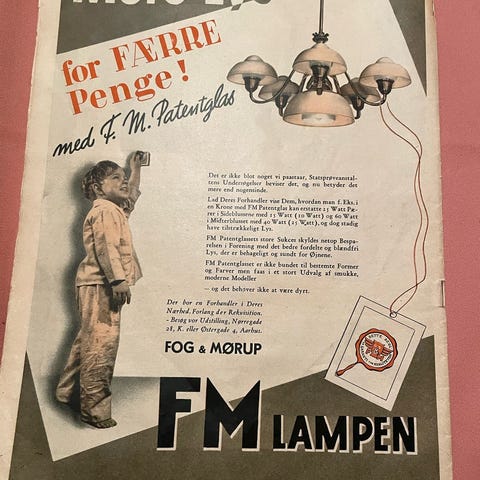 for FÆRRE
Penge!
med F. M. Patentglas
Det er ikke blot noget vi paastaar, Statsprøveanstal-
tens Undersøgelser beviser det, og nu betyder det
mere end nogensinde.
Lad Deres Forhandler vise Dem, hvordan man f. Eks. i
en Krone med FM Patentglas kan erstatte 25 Watt Pæ-
rer i Sideblussene med 15 Watt (10 Watt) og 60 Watt
i Midterblusset med 40 Watt (25 Watt), og dog stadig
have tilstrækkeligt Lys.
FM Patentglassets store Sukces skyldes netop Bespa-
relsen i Forening med det bedre fordelte og blændfri
Lys, der er behageligt og sundt for Øjnene.
FM Patentglasset er ikke bundet til bestemte Former
og Farver men faas i et stort Udvalg af smukke,
moderne Modeller
— og det behøver ikke at være dyrt.
Der bor en Forhandler i Deres
Nærhed. Forlang der Rekvisition.
- Besøg vor Udstilling, Nørregade
28, K. eller Østergade 4, Aarhus.
FOG & MØRUP
FM LAMPEN